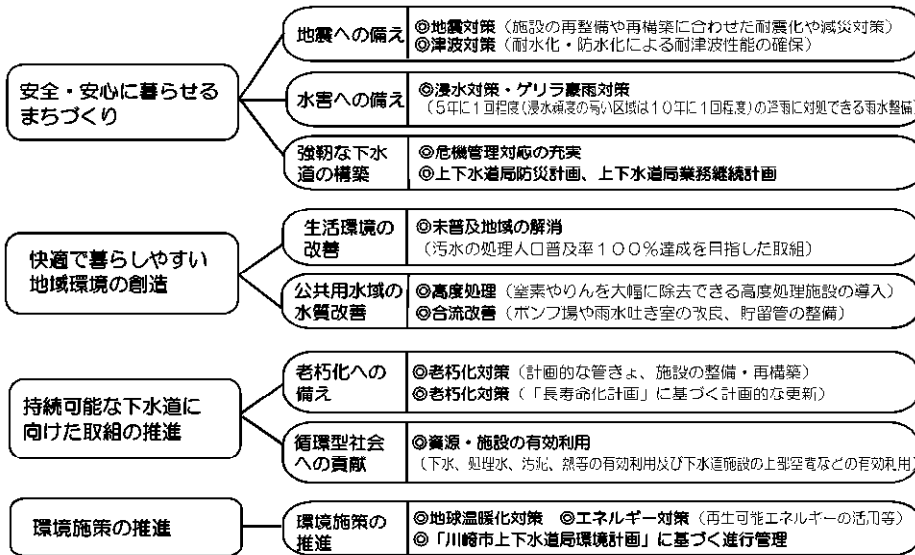 安全・安心に暮らせる
まちづくり
地震への備え
◎地震対策（施設の再整備や再構築に合わせた耐震化や減災対策）
◎津波対策（耐水化・防水化による耐津波性能の確保）
水害への備え
◎浸水対策・ゲリラ豪雨対策
（５年に１回程度（浸水頻度の高い区域は１０年に１回程度）の降雨に対処できる雨水整備）
強靭な下水
道の構築
◎危機管理対応の充実
◎上下水道局防災計画、上下水道局業務継続計画
快適で暮らしやすい
地域環境の創造
生活環境の
改善
◎未普及地域の解消
（汚水の処理人口普及率１００％達成を目指した取組）
公共用水域の
水質改善
◎高度処理（窒素やりんを大幅に除去できる高度処理施設の導入）
◎合流改善（ポンプ場や雨水吐き室の改良、貯留管の整備）
持続可能な下水道に
向けた取組の推進
老朽化への
備え
◎老朽化対策（計画的な管きょ、施設の整備・再構築）
◎老朽化対策（「長寿命化計画」に基づく計画的な更新）
循環型社会
への貢献
◎資源・施設の有効利用
（下水、処理水、汚泥、熱等の有効利用及び下水道施設の上部空間などの有効利用）
環境施策の推進
環境施策の
推進
◎地球温暖化対策　◎エネルギー対策（再生可能エネルギーの活用等）
◎「川崎市上下水道局環境計画」に基づく進行管理